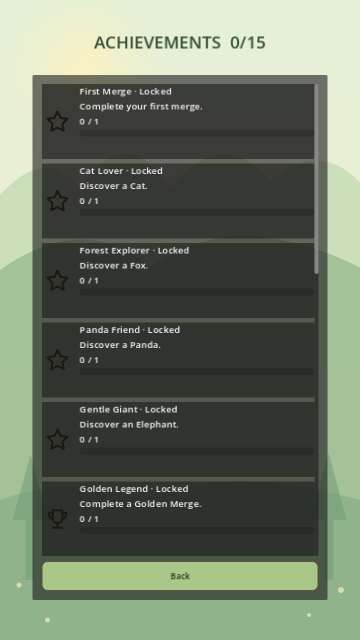 ACHIEVEMENTS 0/15
First Merge · Locked
Complete your first merge.
0 / 1
Cat Lover · Locked
Discover a Cat.
0 / 1
Forest Explorer · Locked
Discover a Fox.
0 / 1
Panda Friend · Locked
Discover a Panda.
0 / 1
Gentle Giant · Locked
Discover an Elephant.
0 / 1
Golden Legend · Locked
Complete a Golden Merge.
0 / 1
Back